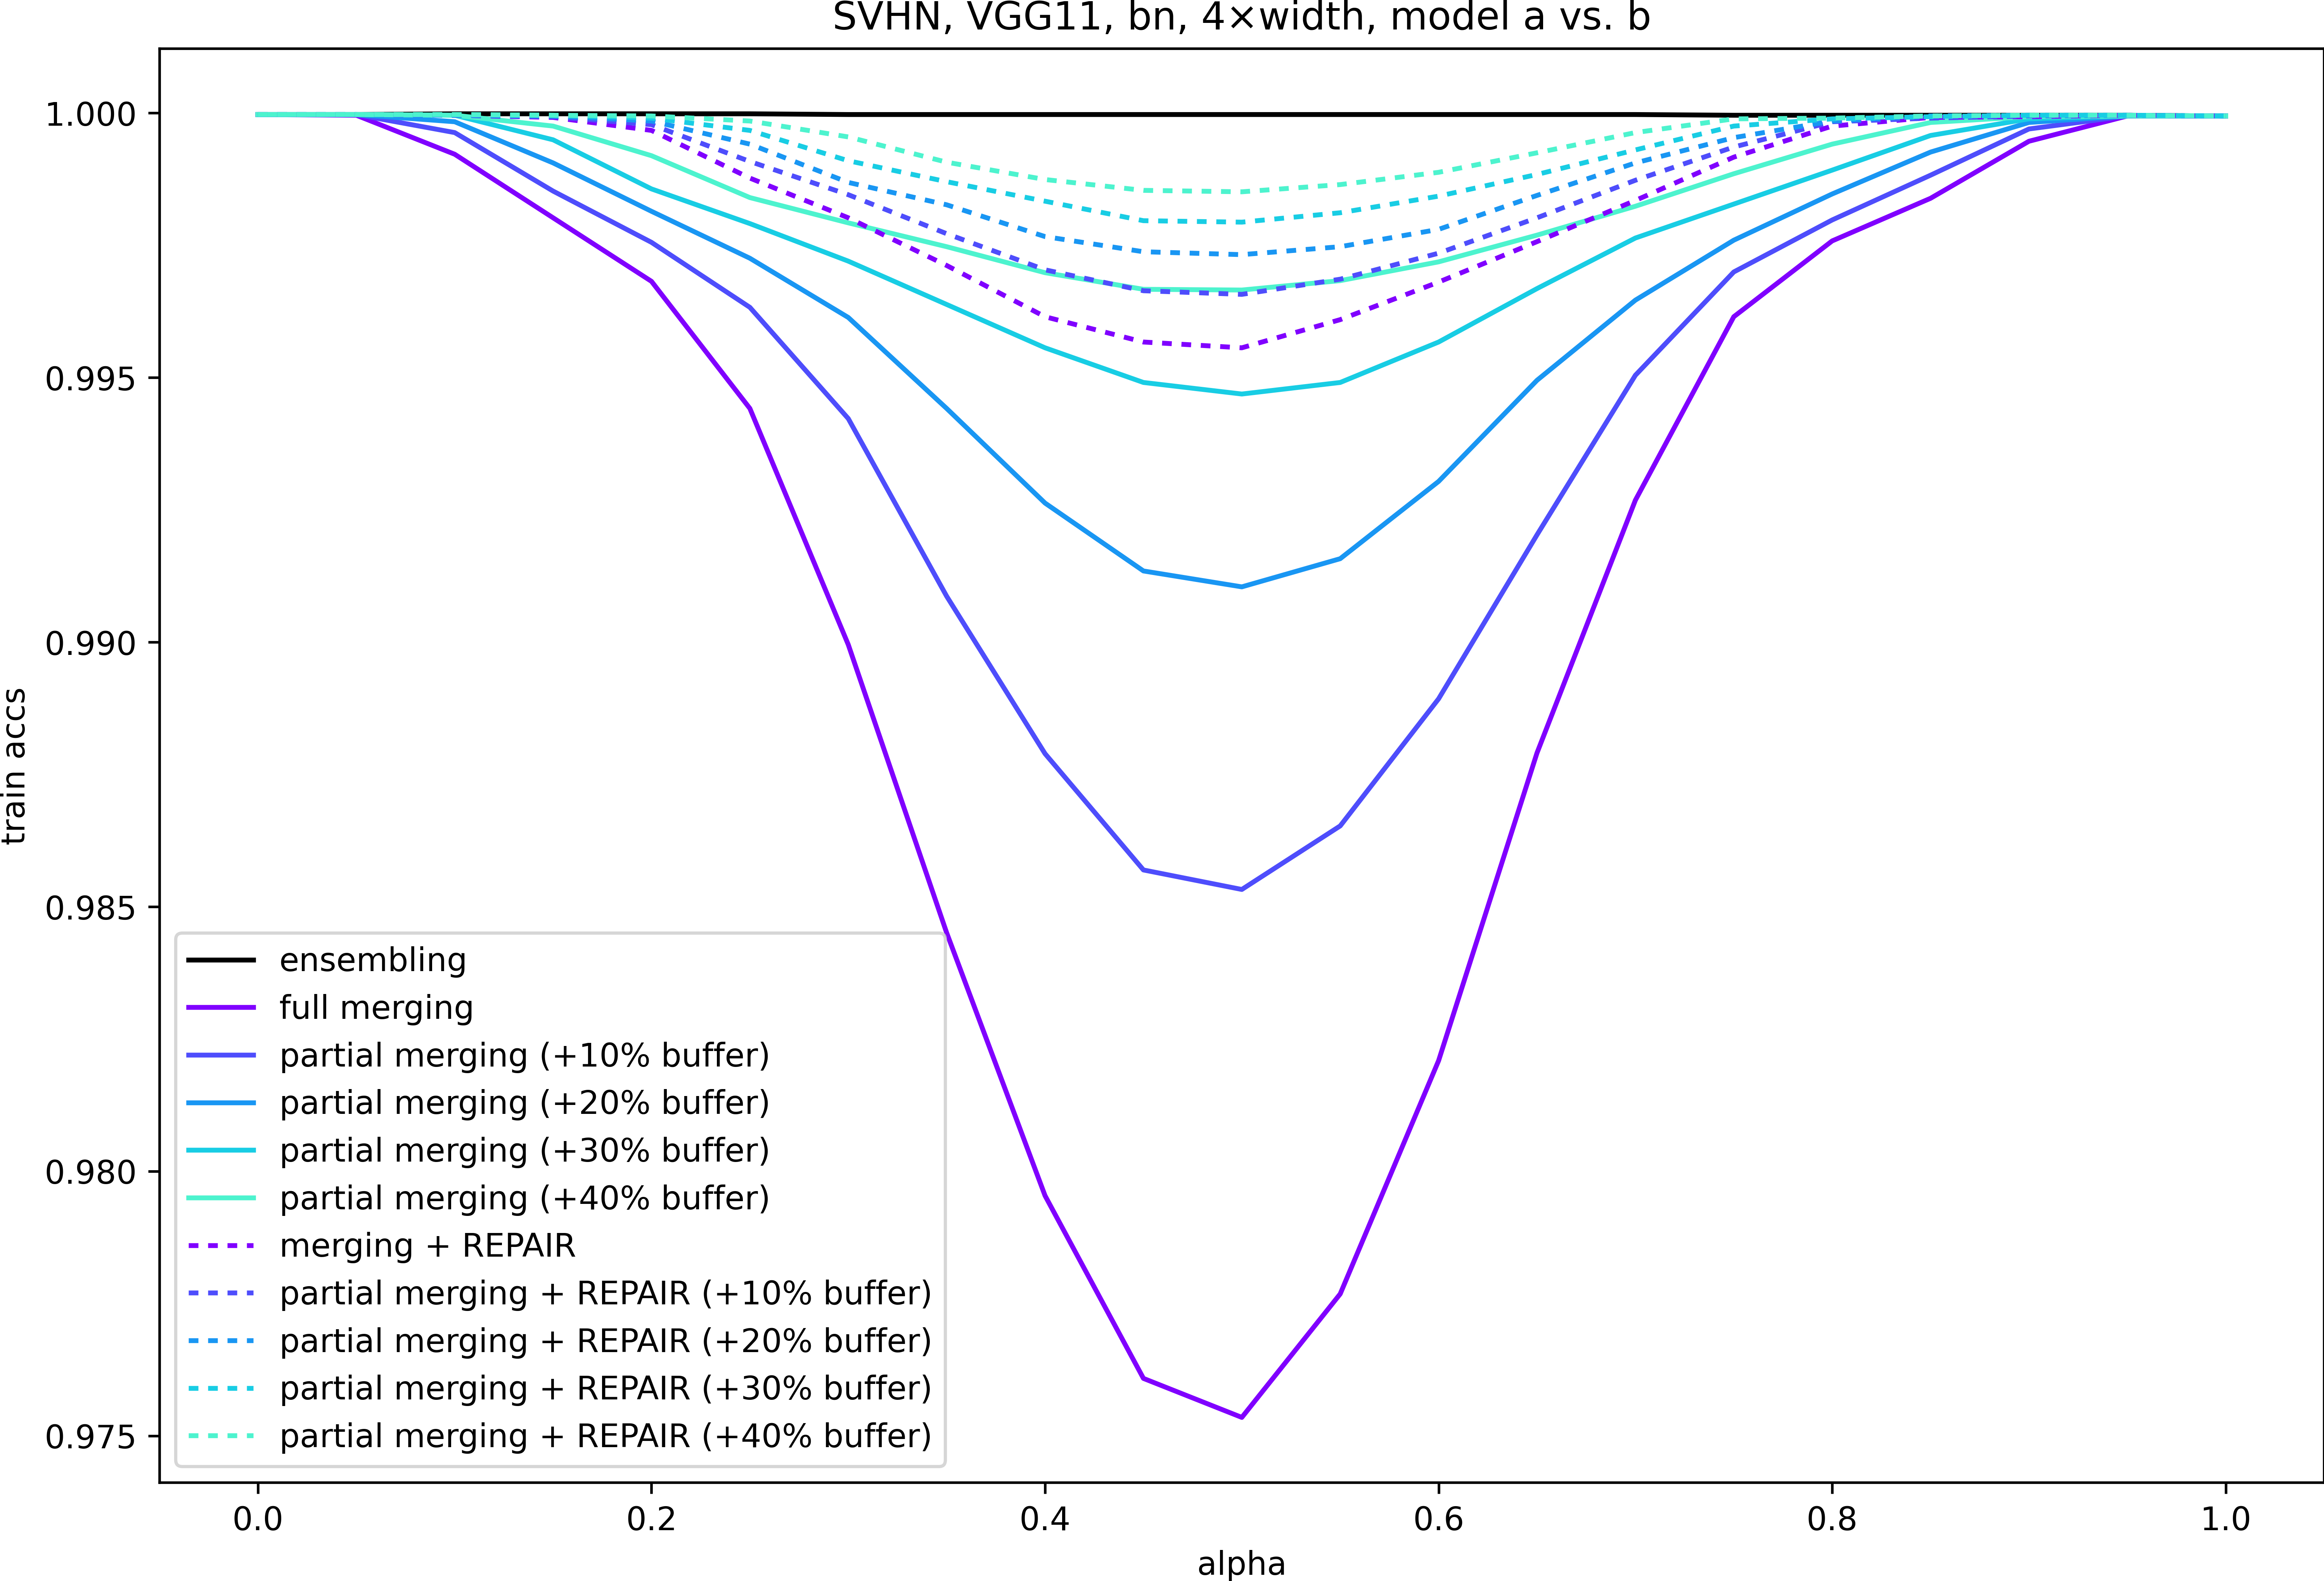 SVHN, VGG11, bn, 4×width, model a vs. b
1.000
0.995
0.990
0.985
0.980
0.975
train accs
ensembling
full merging
partial merging (+10% buffer)
partial merging (+20% buffer)
partial merging (+30% buffer)
partial merging (+40% buffer)
merging + REPAIR
partial merging + REPAIR (+10% buffer)
partial merging + REPAIR (+20% buffer)
partial merging + REPAIR (+30% buffer)
partial merging + REPAIR (+40% buffer)
0.0 0.2 0.4 0.6 0.8 1.0
alpha